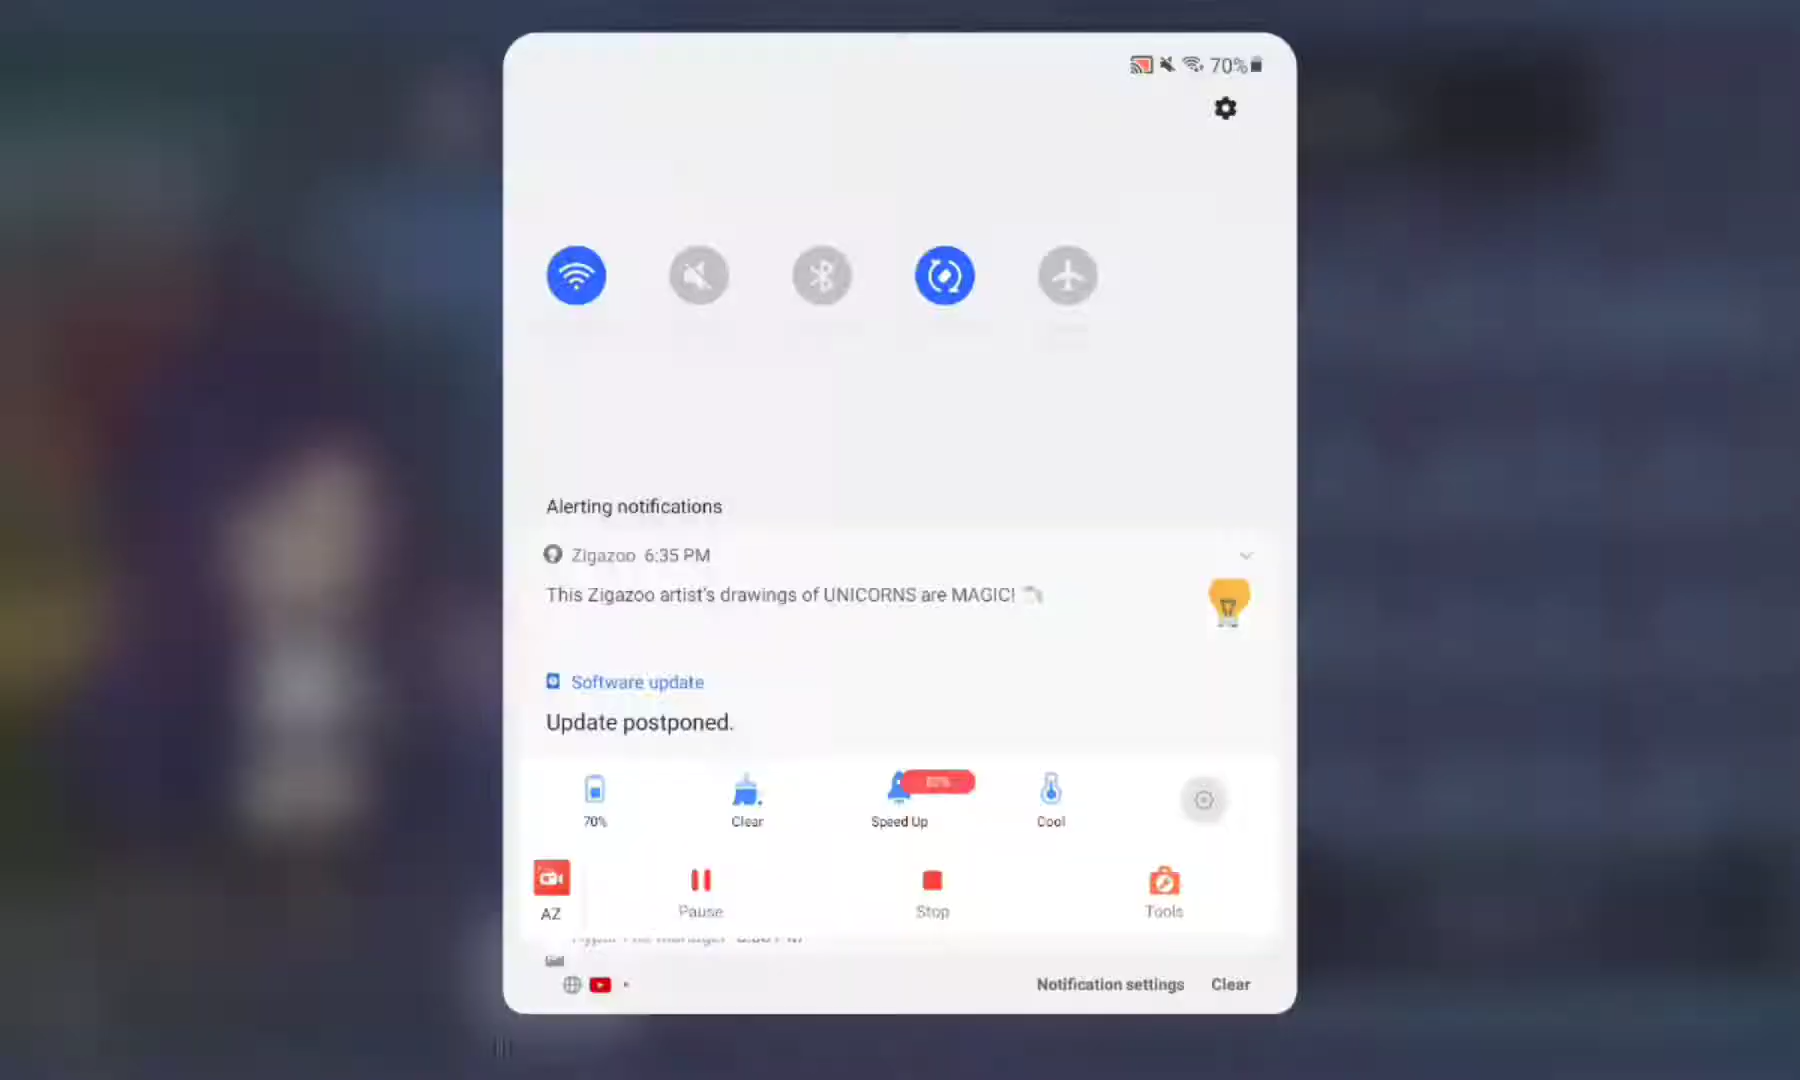 70%
Alerting notifications
Zigazoo 6:35 PM
This Zigazoo artist's drawings of UNICORNS are MAGIC!
Software update
Update postponed.
70%
Clear
Speed Up
Cool
AZ
Pause
Stop
Tools
Notification settings
Clear